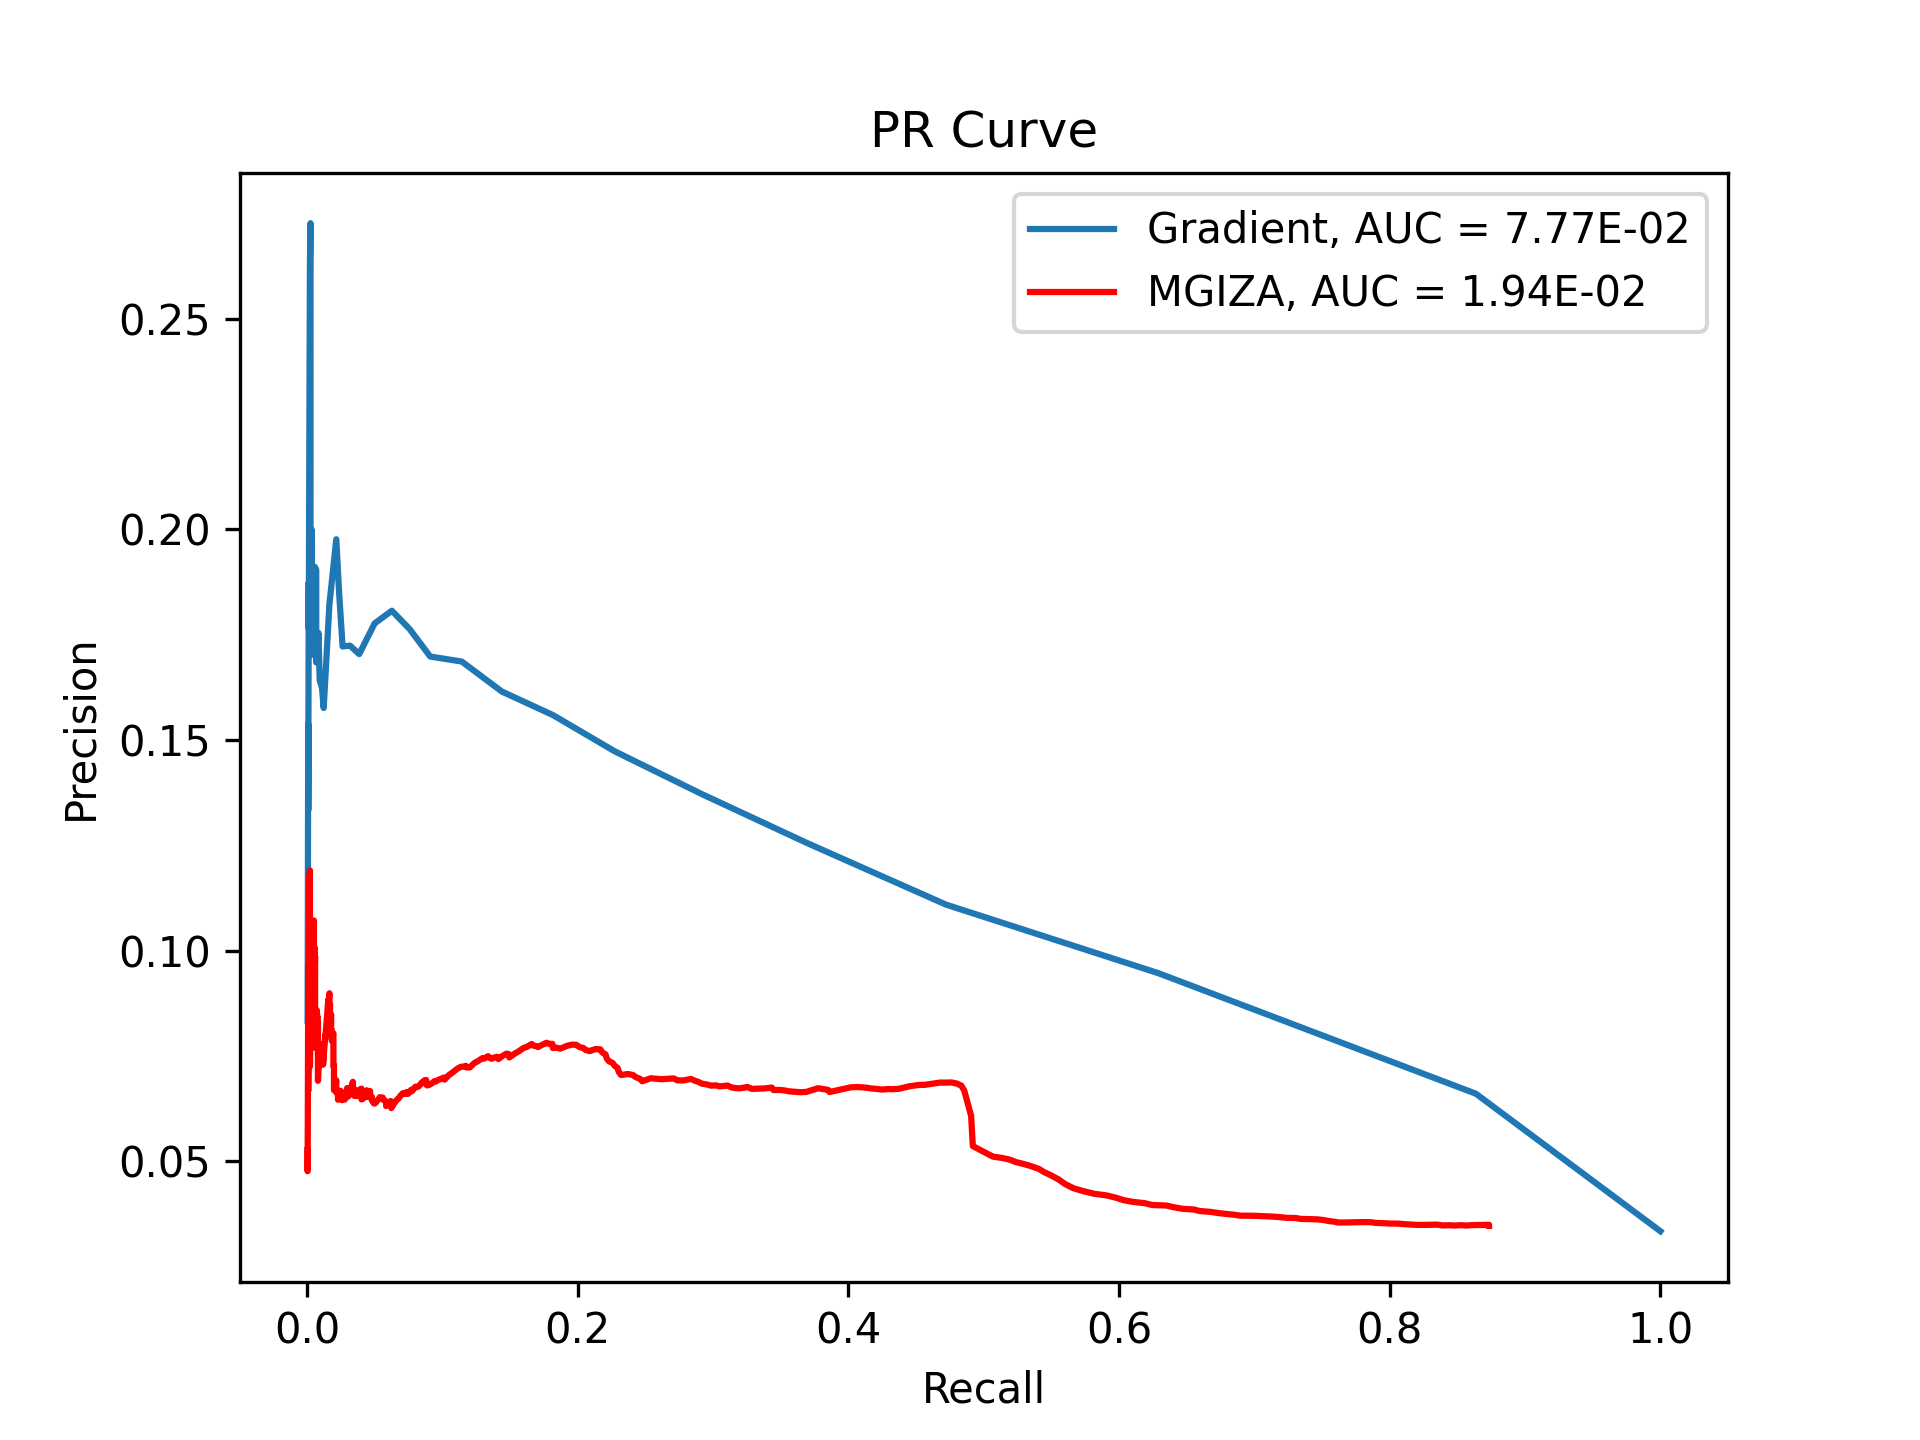 PR Curve
Gradient, AUC = 7.77E-02
MGIZA, AUC = 1.94E-02
0.25
0.20
0.15
0.10
0.05
Precision
0.0 0.2 0.4 0.6 0.8 1.0
Recall